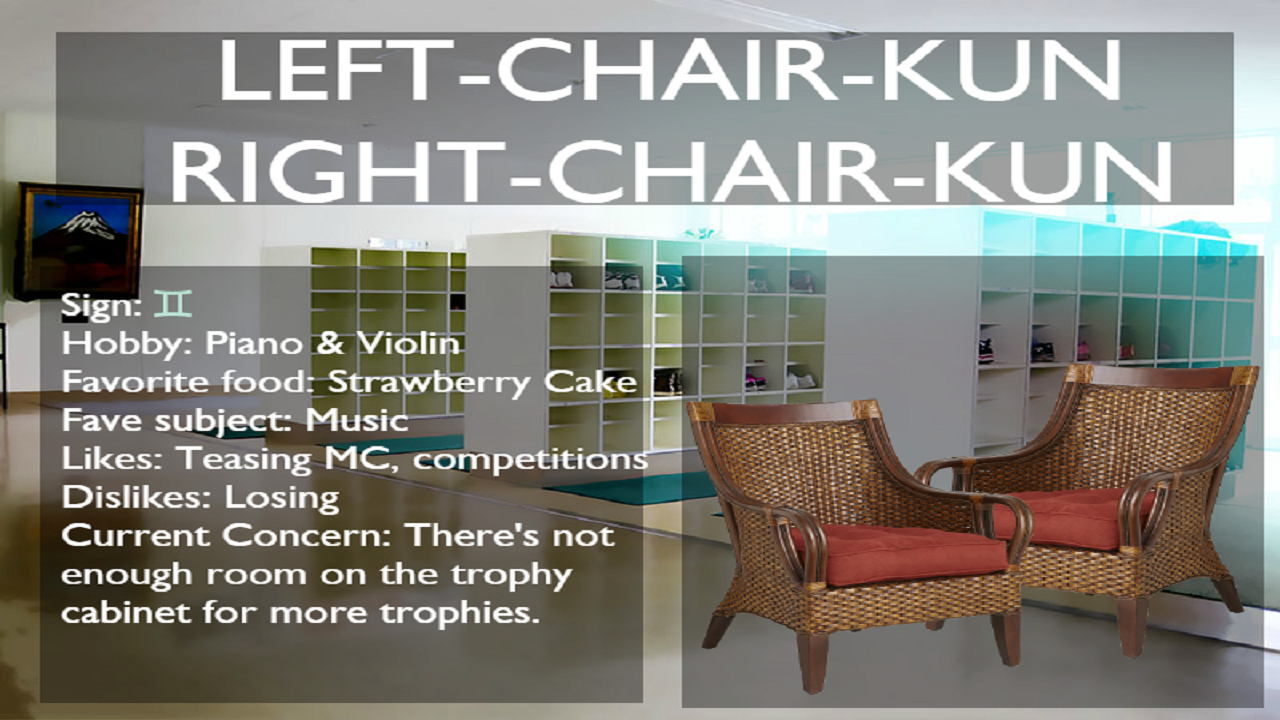 LEFT-CHAIR-KUN
RIGHT-CHAIR-KUN
Sign: ♊
Hobby: Piano & Violin
Favorite food: Strawberry Cake
Fave subject: Music
Likes: Teasing MC, competitions
Dislikes: Losing
Current Concern: There's not
enough room on the trophy
cabinet for more trophies.